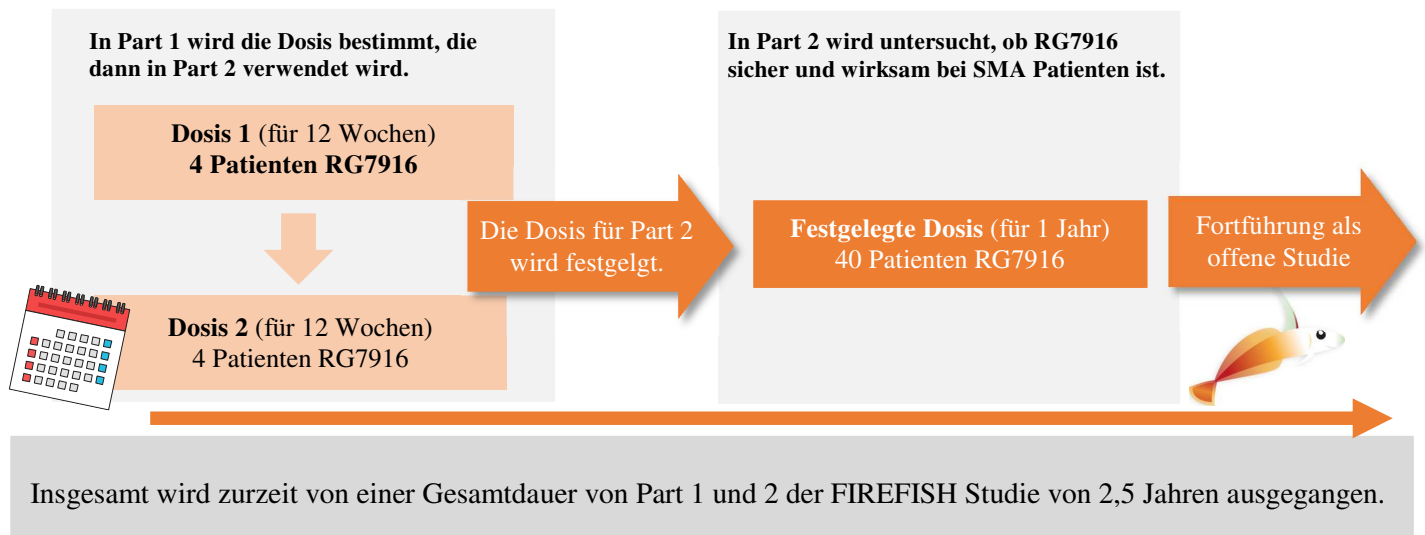 In Part 1 wird die Dosis bestimmt, die
dann in Part 2 verwendet wird.
Dosis 1 (für 12 Wochen)
4 Patienten RG7916
Dosis 2 (für 12 Wochen)
4 Patienten RG7916
Die Dosis für Part 2
wird festgelgt.
In Part 2 wird untersucht, ob RG7916
sicher und wirksam bei SMA Patienten ist.
Festgelegte Dosis (für 1 Jahr)
40 Patienten RG7916
Fortführung als
offene Studie
Insgesamt wird zurzeit von einer Gesamtdauer von Part 1 und 2 der FIREFISH Studie von 2,5 Jahren ausgegangen.